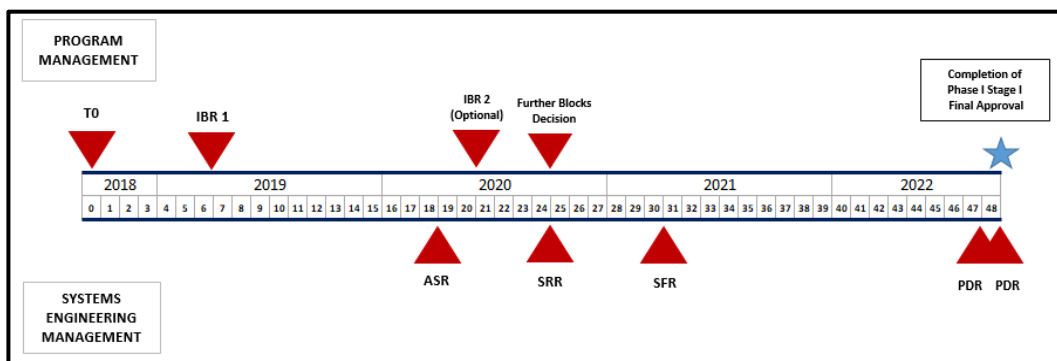 PROGRAM
MANAGEMENT
Completion of
Phase I Stage I
Final Approval
T0
IBR 1
IBR 2
(Optional)
Further Blocks
Decision
2018 2019 2020 2021 2022
0 1 2 3 4 5 6 7 8 9 10 11 12 13 14 15 16 17 18 19 20 21 22 23 24 25 26 27 28 29 30 31 32 33 34 35 36 37 38 39 40 41 42 43 44 45 46 47 48
ASR SRR SFR PDR PDR
SYSTEMS
ENGINEERING
MANAGEMENT